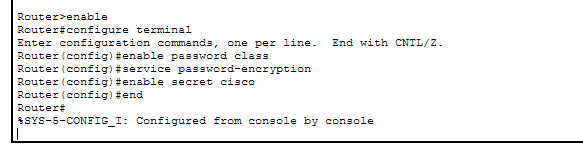 Router>enable
Router#configure terminal
Enter configuration commands, one per line.  End with CNTL/Z.
Router(config)#enable password class
Router(config)#service password-encryption
Router(config)#enable secret cisco
Router(config)#end
Router#
%SYS-5-CONFIG_I: Configured from console by console